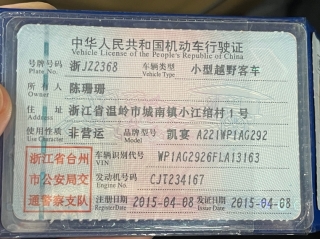 中华人民共和国机动车行驶证
Vehicle License of the People's Republic of China
号牌号码 浙JZ2368 车辆类型 小型越野客车
Plate No. Vehicle Type
所有人 陈珊珊
Owner
住址 浙江省温岭市城南镇小江绾村1号
Address
使用性质 非营运 品牌型号 凯宴 A221WP1AG292
Use Character Model
浙江省台州市公安局交通警察支队
车辆识别代号 WP1AG2926FLA13163
VIN
发动机号码 CJT234167
Engine No.
注册日期 2015-04-08 发证日期 2015-04-08
Register Date Issue Date